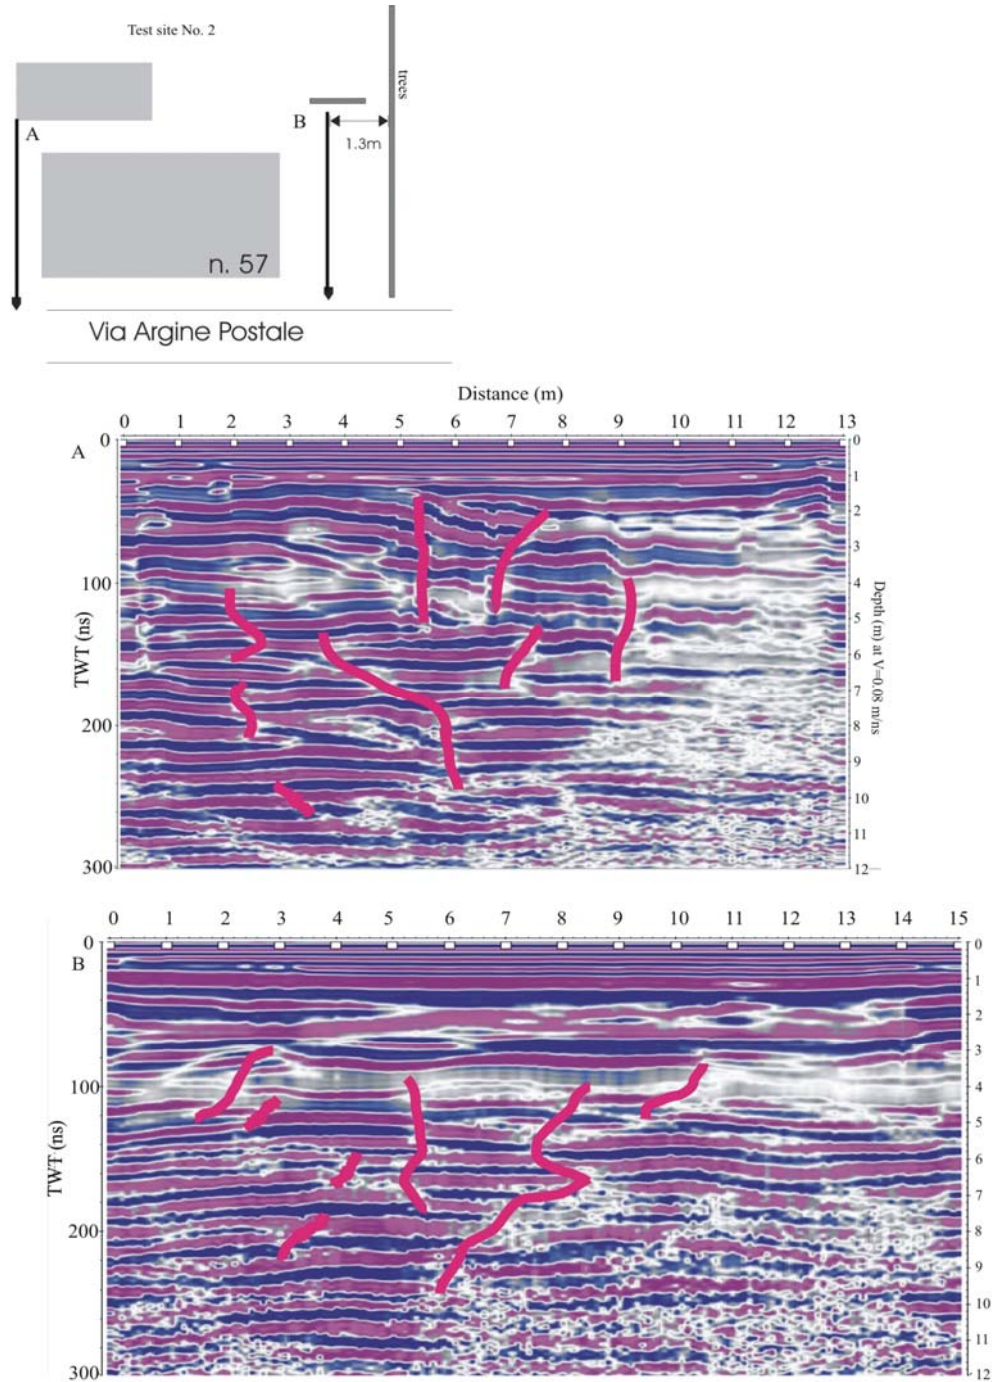 Test site No. 2
trees
A
B
1.3m
n. 57
Via Argine Postale
Distance (m)
0 1 2 3 4 5 6 7 8 9 10 11 12 13
A
0
100
200
300
TWT (ns)
0
1
2
3
4
5
6
7
8
9
10
11
12
Depth (m) at V=0.08 m/ns
0 1 2 3 4 5 6 7 8 9 10 11 12 13 14 15
B
0
100
200
300
TWT (ns)
0
1
2
3
4
5
6
7
8
9
10
11
12